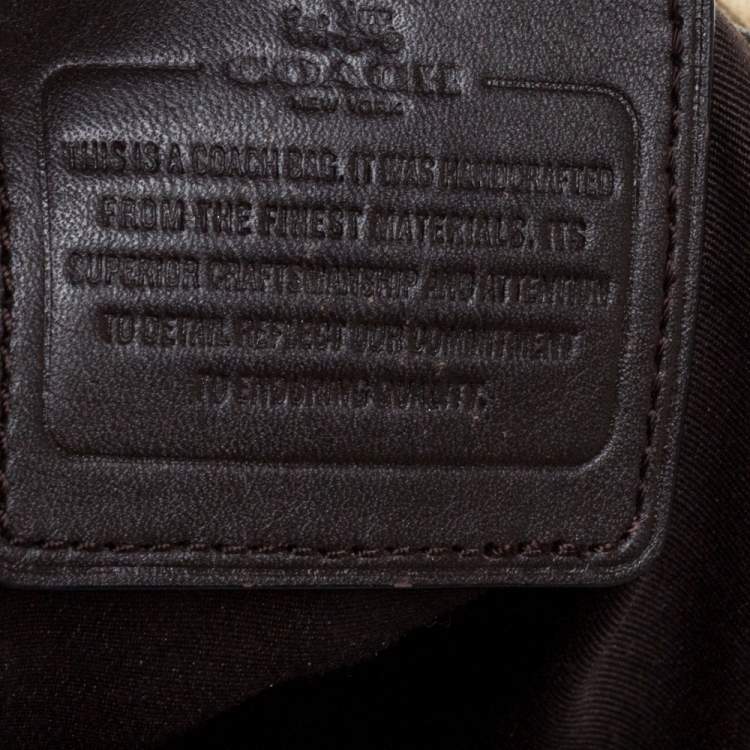 COACH
NEW YORK
THIS IS A COACH BAG. IT WAS HANDCRAFTED
FROM THE FINEST MATERIALS. ITS
SUPERIOR CRAFTSMANSHIP AND ATTENTION
TO DETAIL REFLECT OUR COMMITMENT
TO ENDURING QUALITY.